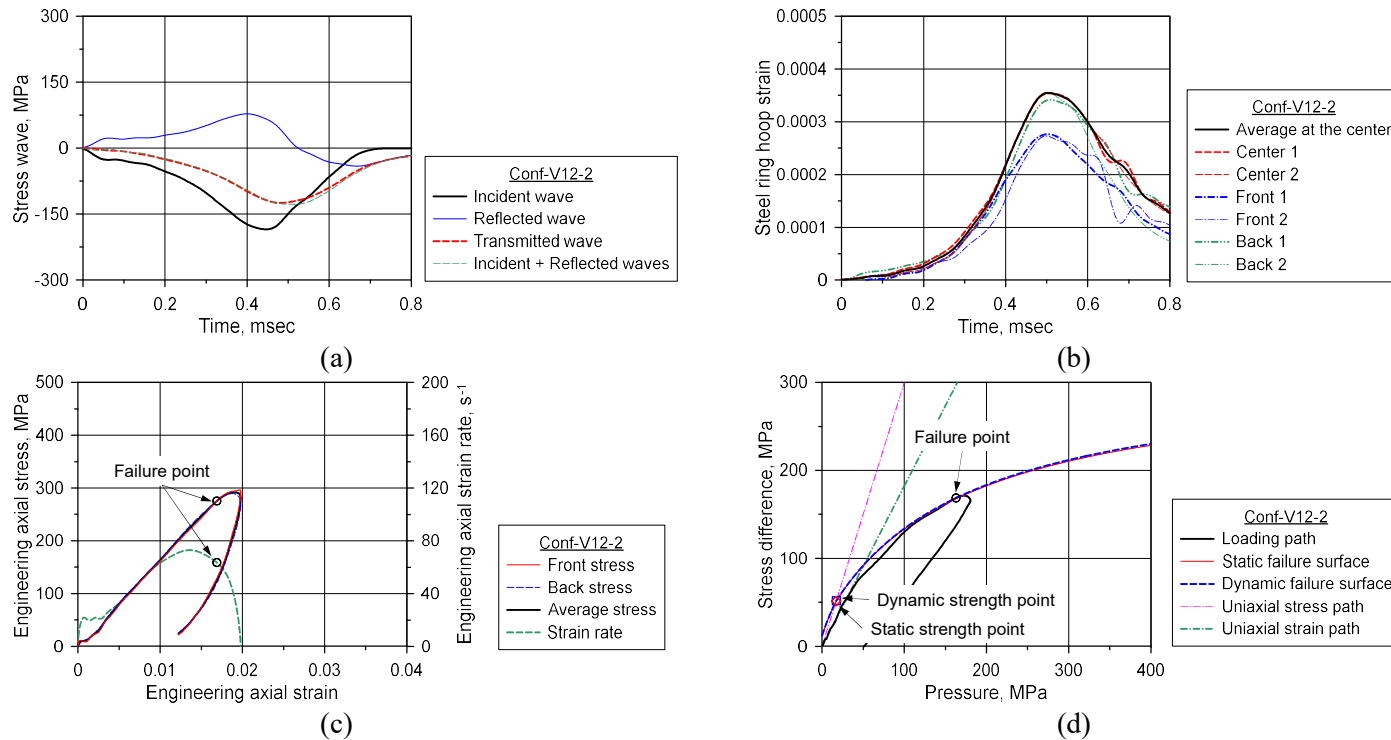 300
150
0
-150
-300
Stress wave, MPa
0
0.2
0.4
0.6
0.8
Time, msec
Conf-V12-2
Incident wave
Reflected wave
Transmitted wave
Incident + Reflected waves
(a)
0.0005
0.0004
0.0003
0.0002
0.0001
0
Steel ring hoop strain
0
0.2
0.4
0.6
0.8
Time, msec
Conf-V12-2
Average at the center
Center 1
Center 2
Front 1
Front 2
Back 1
Back 2
(b)
500
400
300
200
100
0
Engineering axial stress, MPa
200
160
120
80
40
0
Engineering axial strain rate, s⁻¹
Failure point
0
0.01
0.02
0.03
0.04
Engineering axial strain
Conf-V12-2
Front stress
Back stress
Average stress
Strain rate
(c)
300
200
100
0
Stress difference, MPa
Failure point
Dynamic strength point
Static strength point
0
100
200
300
400
Pressure, MPa
Conf-V12-2
Loading path
Static failure surface
Dynamic failure surface
Uniaxial stress path
Uniaxial strain path
(d)